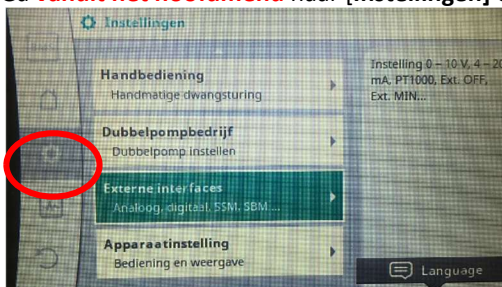 vanuit het hoofdmenu naar [Instellingen]
Instellingen
Handbediening
Handmatige dwangsturing
Dubbelpompbedrijf
Dubbelpomp instellen
Externe interfaces
Analoog, digitaal, SSM, SBM ...
Apparaatinstelling
Bediening en weergave
Instelling 0 – 10 V, 4 – 20
mA, PT1000, Ext. OFF,
Ext. MIN...
Language